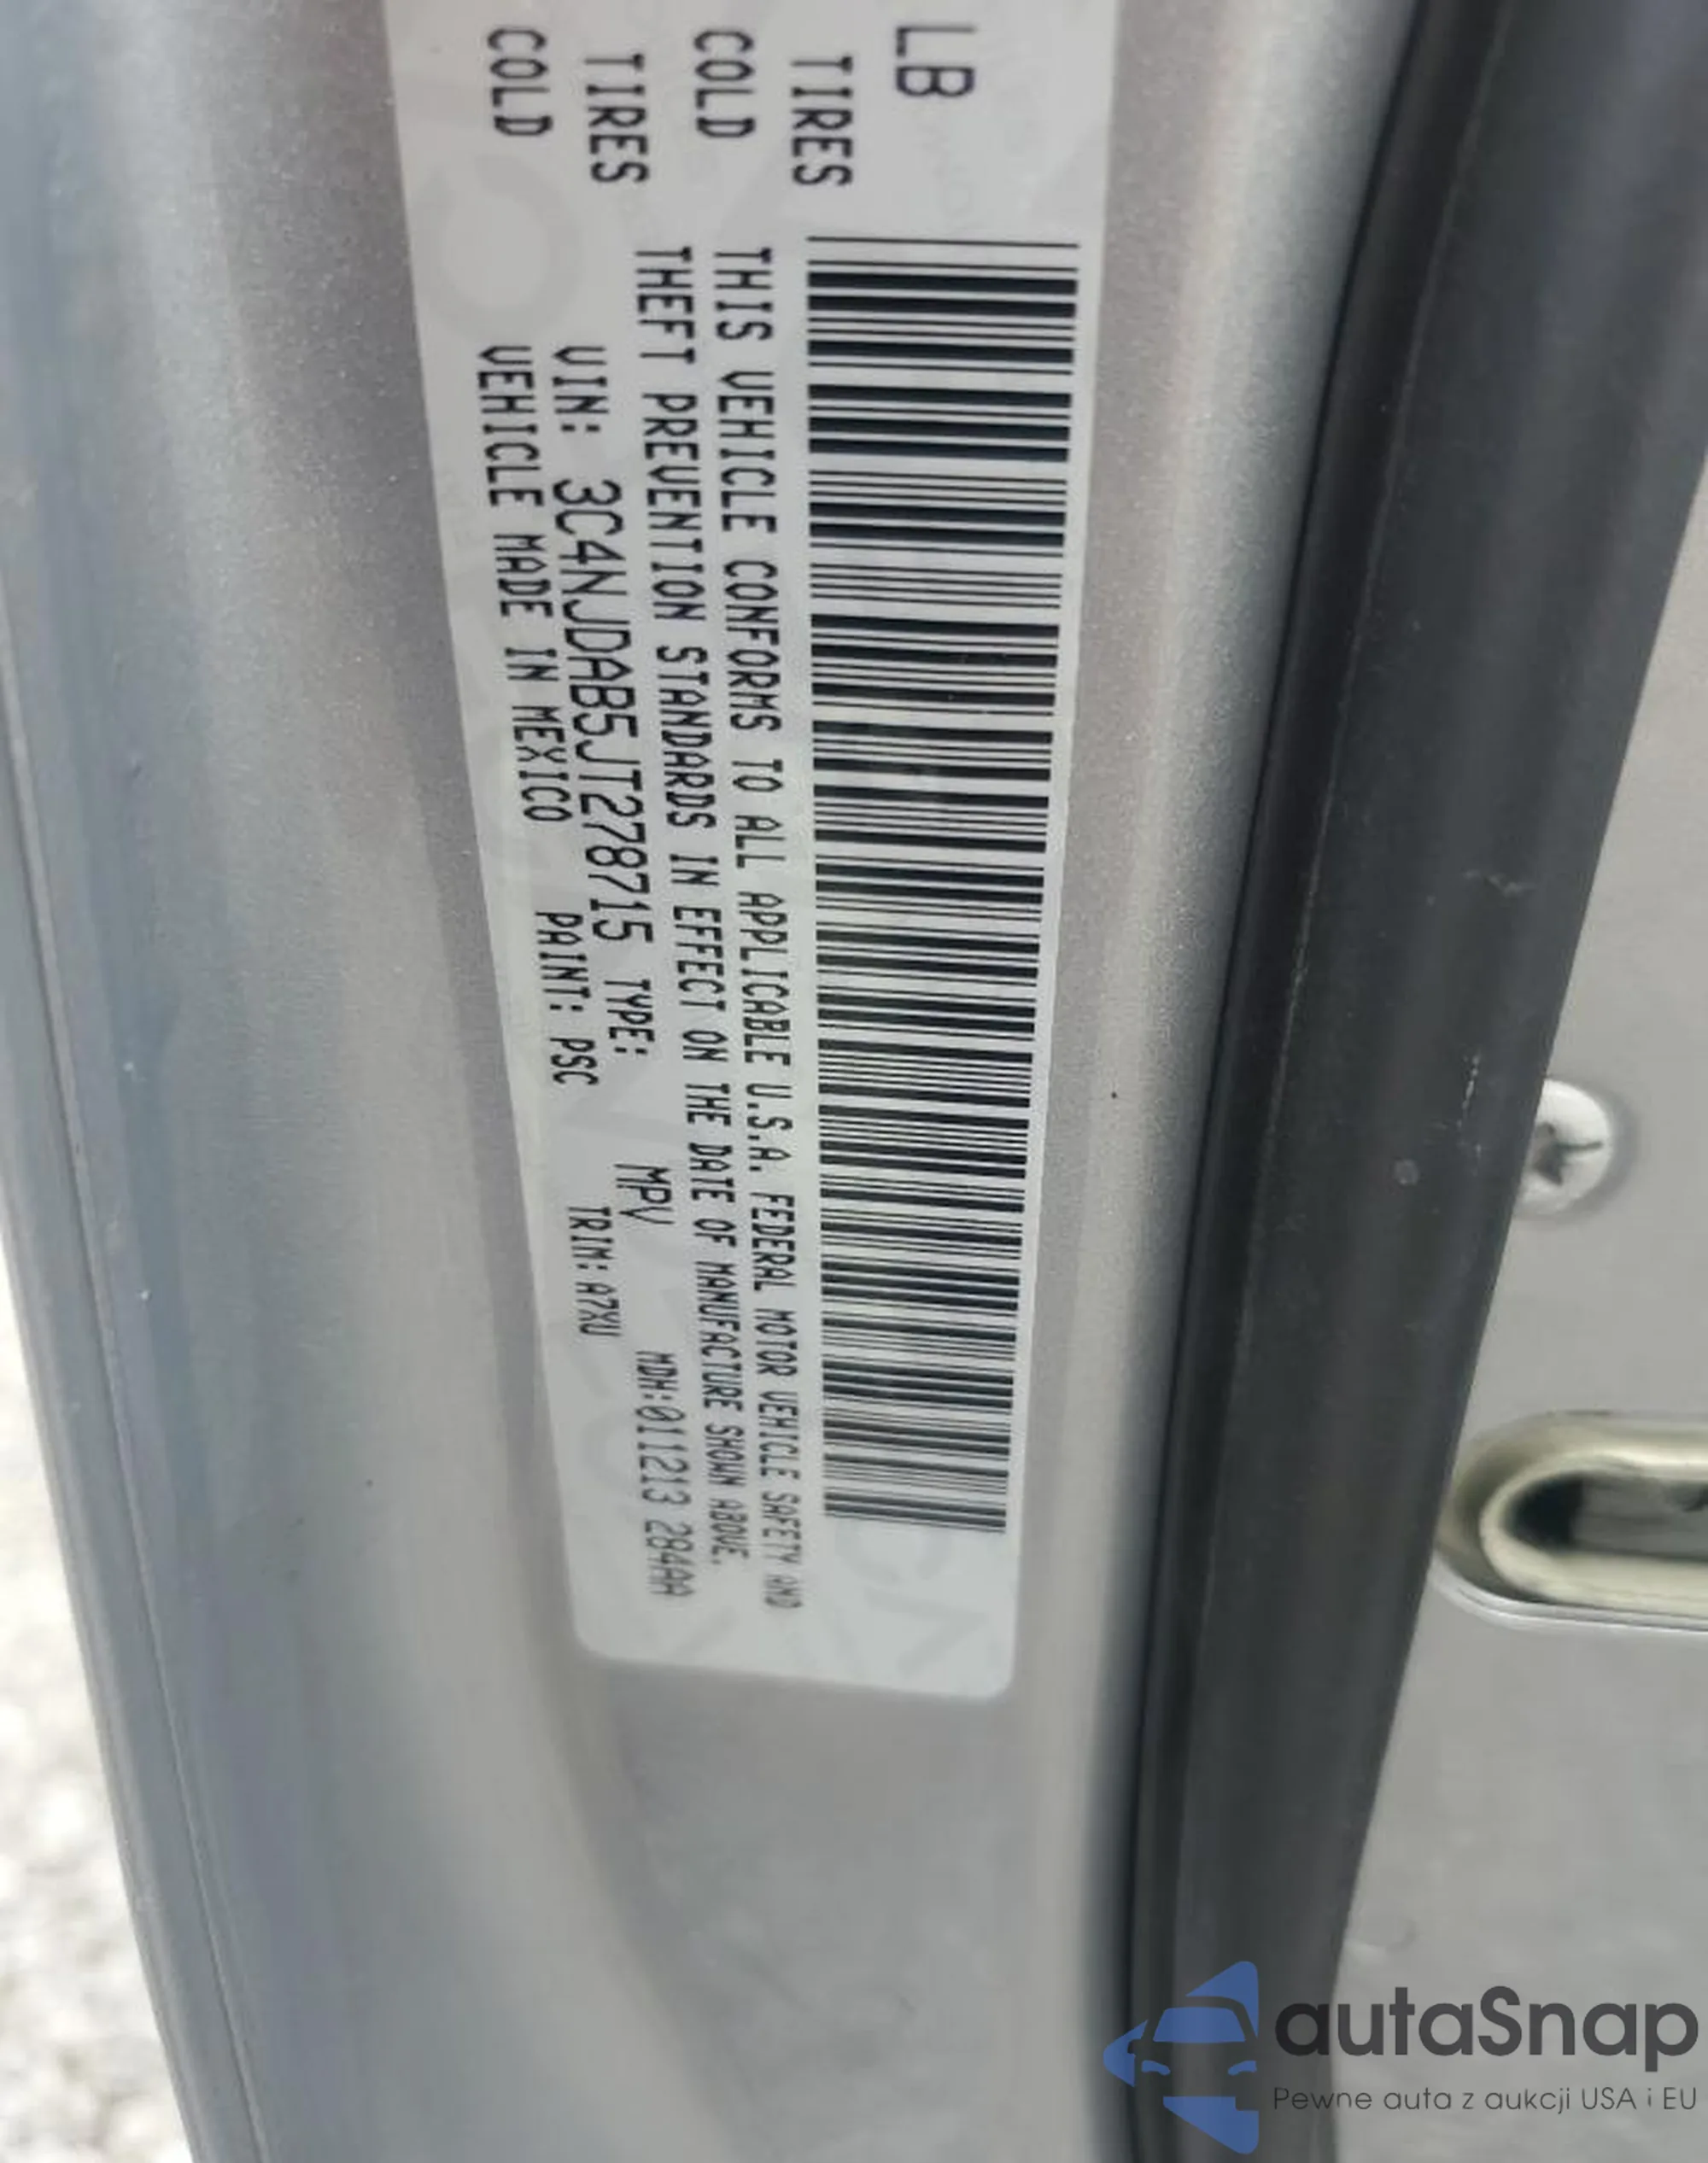 LB
TIRES
COLD
TIRES
COLD
THIS VEHICLE CONFORMS TO ALL APPLICABLE U.S.A. FEDERAL MOTOR VEHICLE SAFETY AND
THEFT PREVENTION STANDARDS IN EFFECT ON THE DATE OF MANUFACTURE SHOWN ABOVE.
VIN: 3C4NJDAB5JT278715 TYPE: MPV MDH:011213 284AA
VEHICLE MADE IN MEXICO PAINT: PSC TRIM: A7XU
autaSnap
Pewne auta z aukcji USA i EU